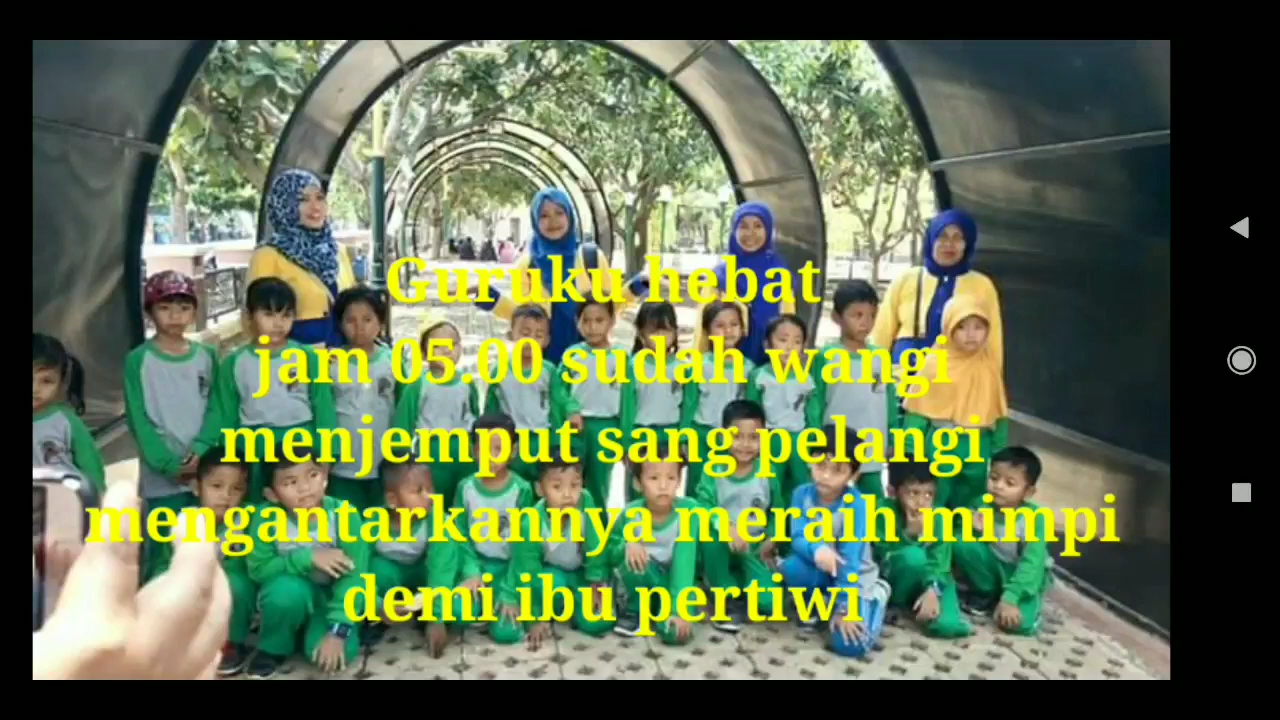 Guruku hebat
jam 05.00 sudah wangi
menjemput sang pelangi
mengantarkannya meraih mimpi
demi ibu pertiwi